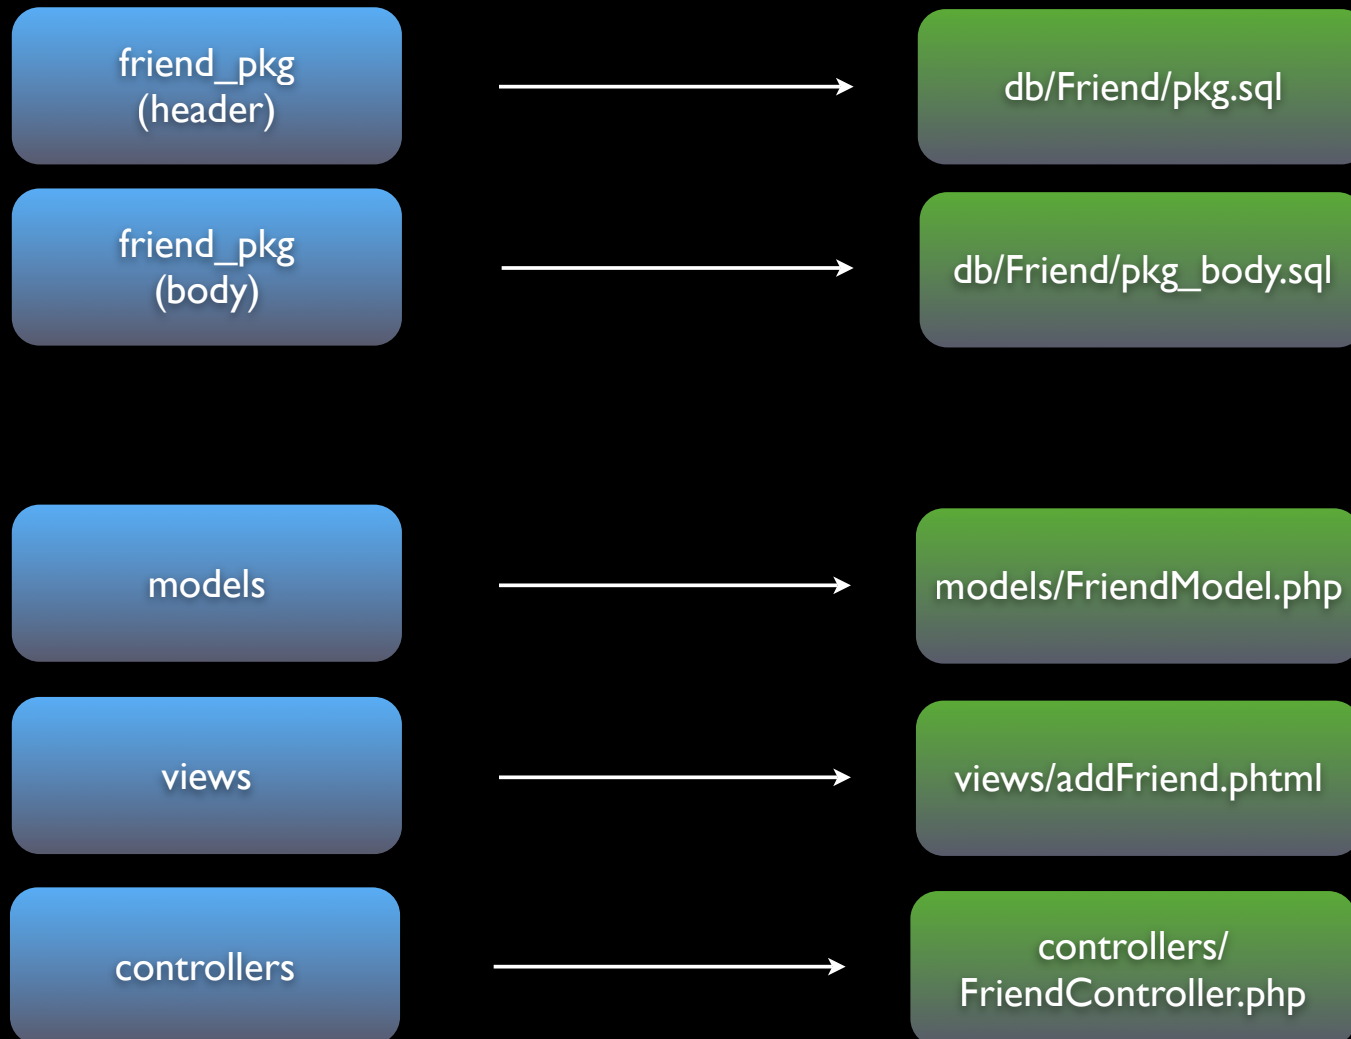 friend_pkg
(header)
db/Friend/pkg.sql
friend_pkg
(body)
db/Friend/pkg_body.sql
models
models/FriendModel.php
views
views/addFriend.phtml
controllers
controllers/
FriendController.php